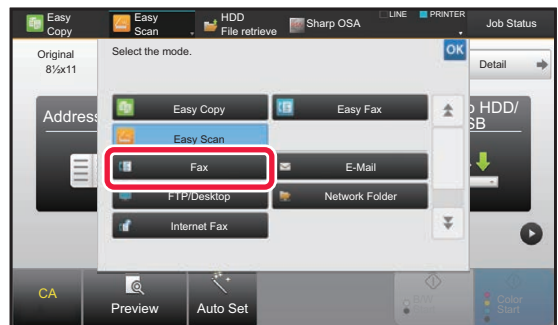 Easy
Copy
Easy
Scan
HDD
File retrieve
Sharp OSA
LINE
PRINTER
Job Status
Original
8½x11
Select the mode.
OK
Detail
Address
Easy Copy
Easy Fax
HDD/
Easy Scan
Fax
E-Mail
FTP/Desktop
Network Folder
Internet Fax
CA
Preview
Auto Set
B/W
Start
Color
Start